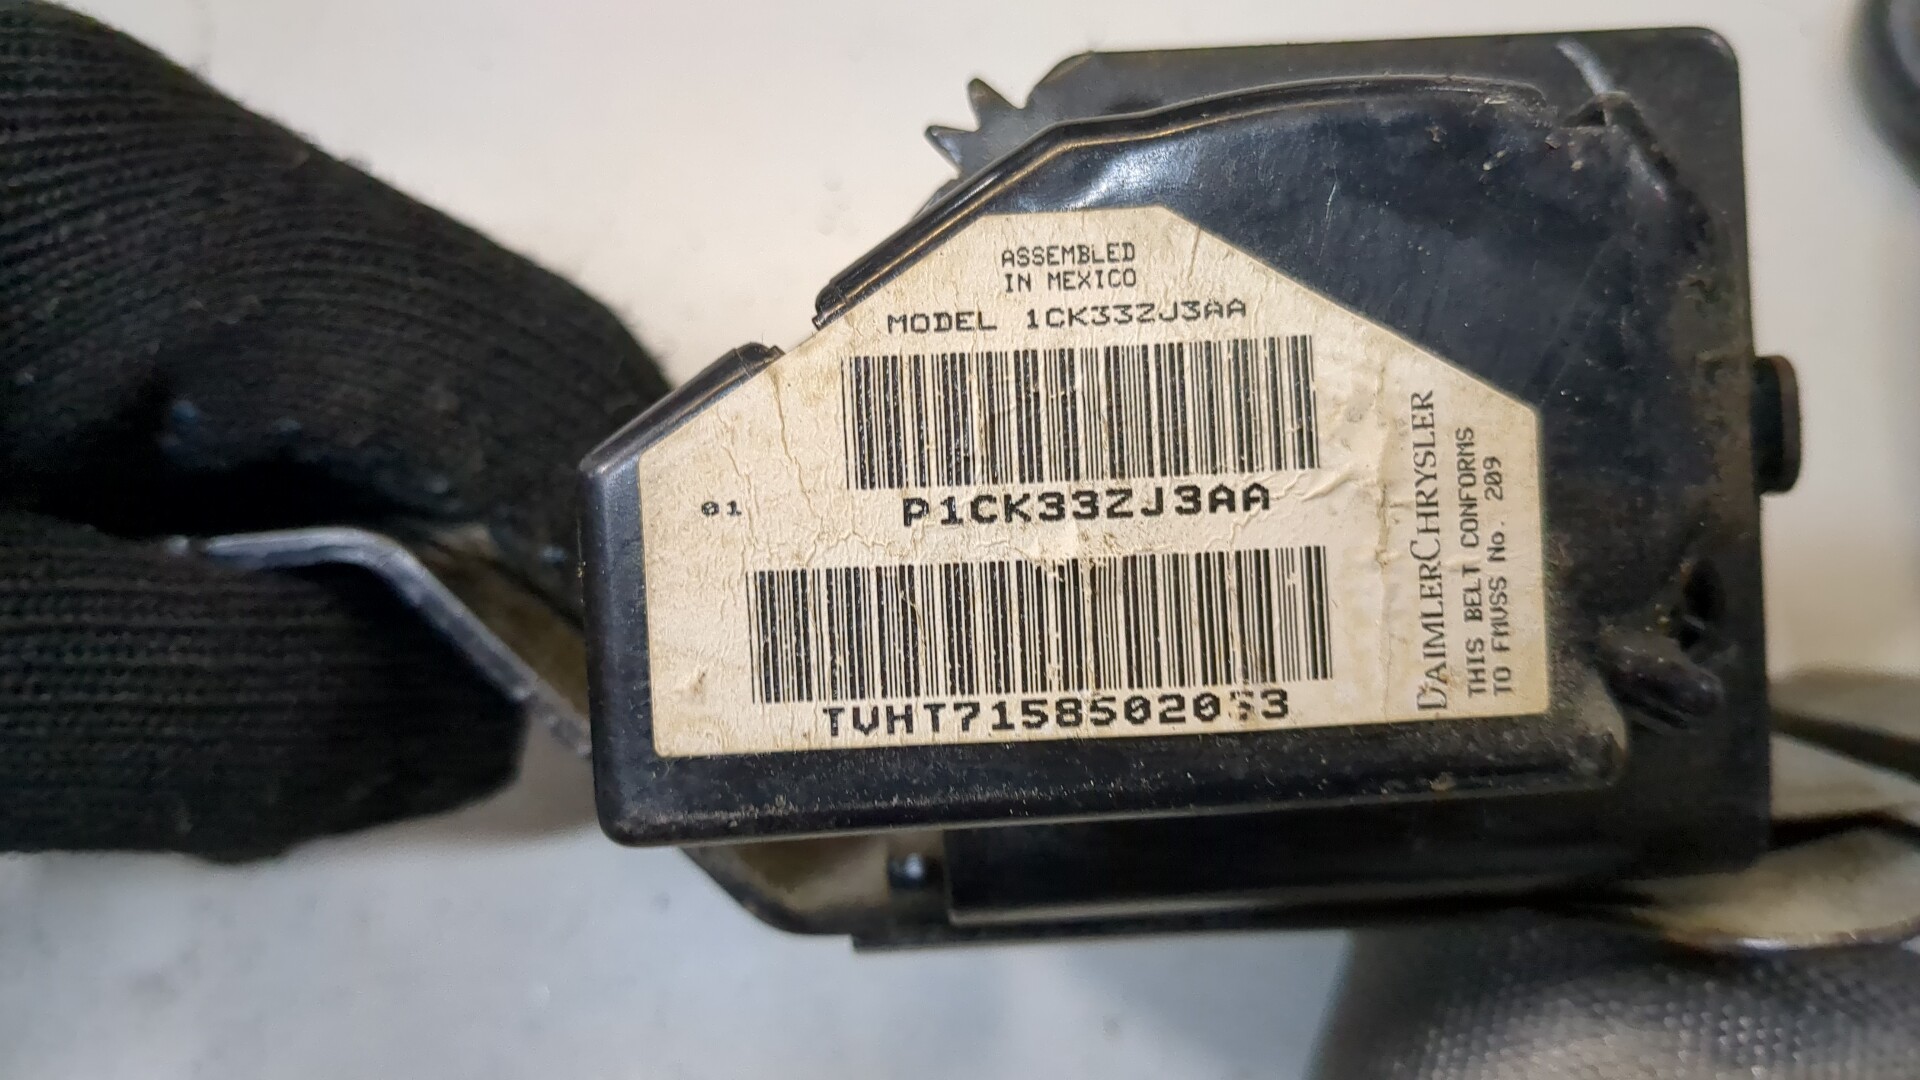 ASSEMBLED
IN MEXICO
MODEL 1CK33ZJ3AA
01
P1CK33ZJ3AA
DAIMLERCHRYSLER
THIS BELT CONFORMS
TO FMVSS No. 209